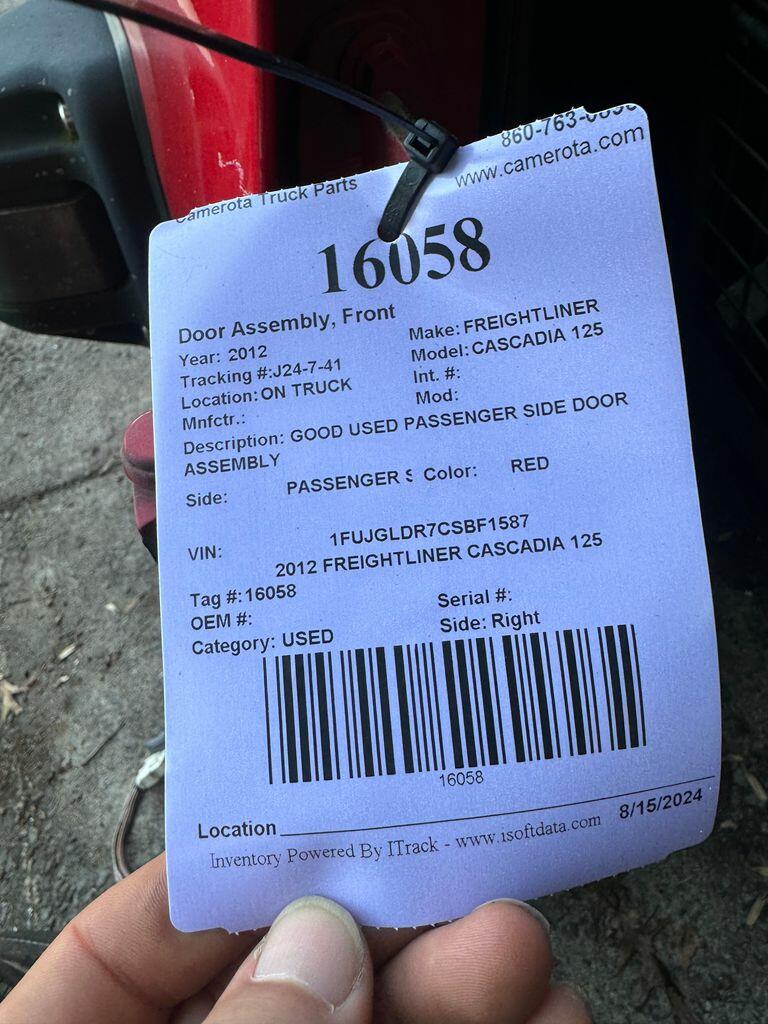 Camerota Truck Parts
860-763-
www.camerota.com
16058
Door Assembly, Front
Year: 2012
Make: FREIGHTLINER
Tracking #:J24-7-41
Model: CASCADIA 125
Location: ON TRUCK
Int. #:
Mnfctr.:
Mod:
Description: GOOD USED PASSENGER SIDE DOOR
ASSEMBLY
Side: PASSENGER S Color: RED
VIN: 1FUJGLDR7CSBF1587
2012 FREIGHTLINER CASCADIA 125
Tag #:16058
Serial #:
OEM #:
Side: Right
Category: USED
16058
Location
8/15/2024
Inventory Powered By ITrack - www.isoftdata.com